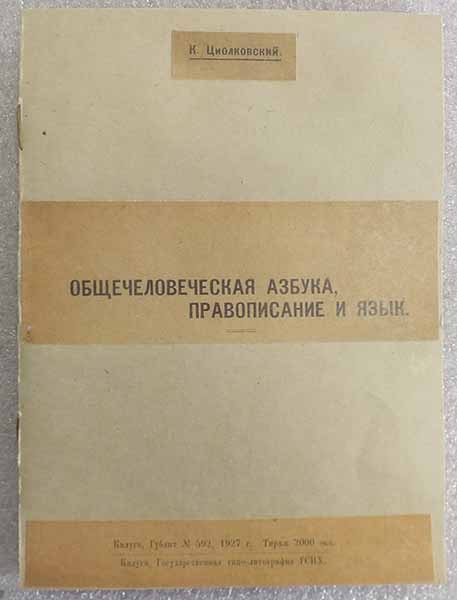 К. Циолковский.
ОБЩЕЧЕЛОВЕЧЕСКАЯ АЗБУКА,
ПРАВОПИСАНИЕ И ЯЗЫК.
Калуга, Гублит № 592, 1927 г. Тираж 2000 экз.
Калуга, Государственная типо-литография ГСНХ.